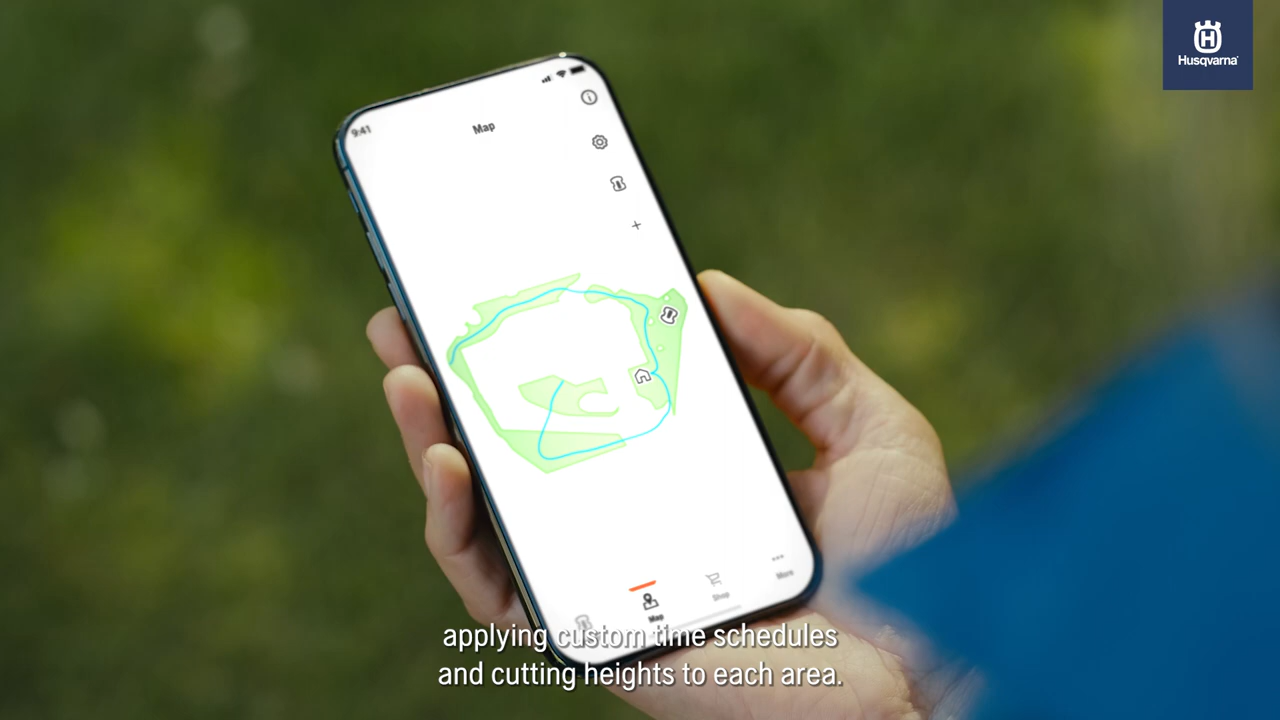 Husqvarna
9:41
Map
Map
Shop
More
applying custom time schedules
and cutting heights to each area.